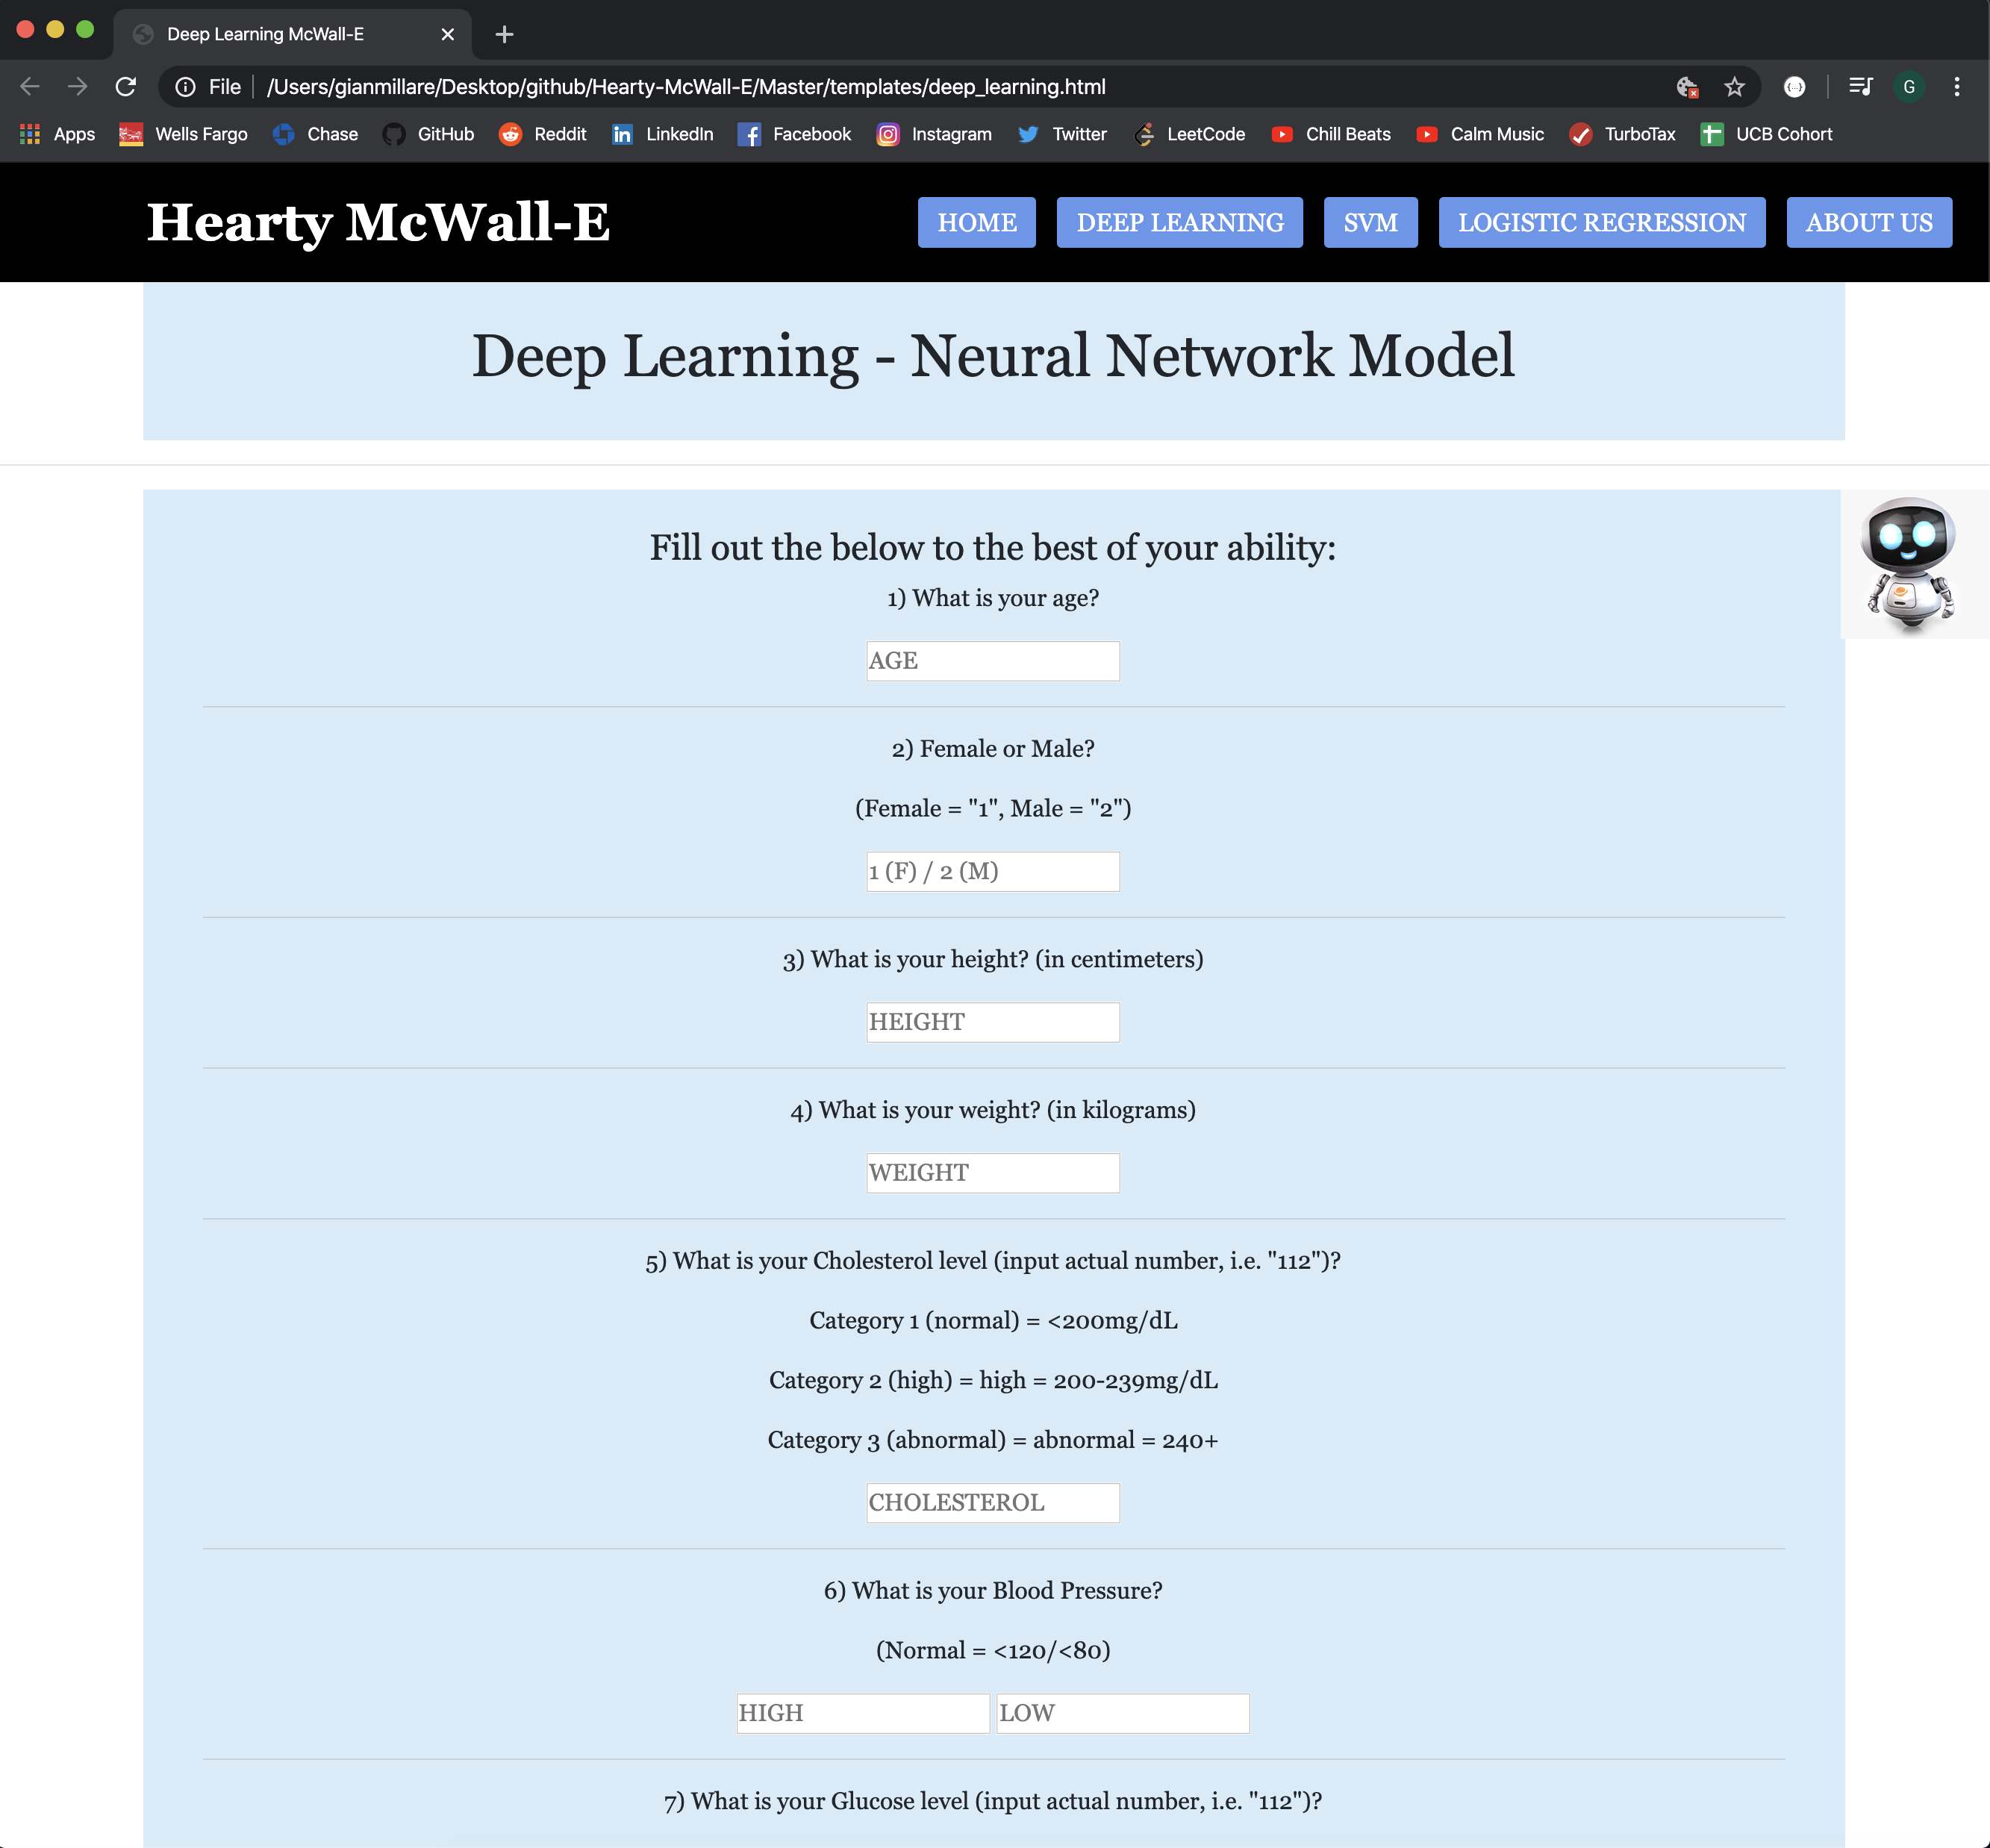 Deep Learning McWall-E
File /Users/gianmillare/Desktop/github/Hearty-McWall-E/Master/templates/deep_learning.html
G
Apps Wells Fargo Chase GitHub Reddit LinkedIn Facebook Instagram Twitter LeetCode Chill Beats Calm Music TurboTax UCB Cohort
Hearty McWall-E HOME DEEP LEARNING SVM LOGISTIC REGRESSION ABOUT US
Deep Learning - Neural Network Model
Fill out the below to the best of your ability:
1) What is your age?
AGE
2) Female or Male?
(Female = "1", Male = "2")
1 (F) / 2 (M)
3) What is your height? (in centimeters)
HEIGHT
4) What is your weight? (in kilograms)
WEIGHT
5) What is your Cholesterol level (input actual number, i.e. "112")?
Category 1 (normal) = <200mg/dL
Category 2 (high) = high = 200-239mg/dL
Category 3 (abnormal) = abnormal = 240+
CHOLESTEROL
6) What is your Blood Pressure?
(Normal = <120/<80)
HIGH LOW
7) What is your Glucose level (input actual number, i.e. "112")?